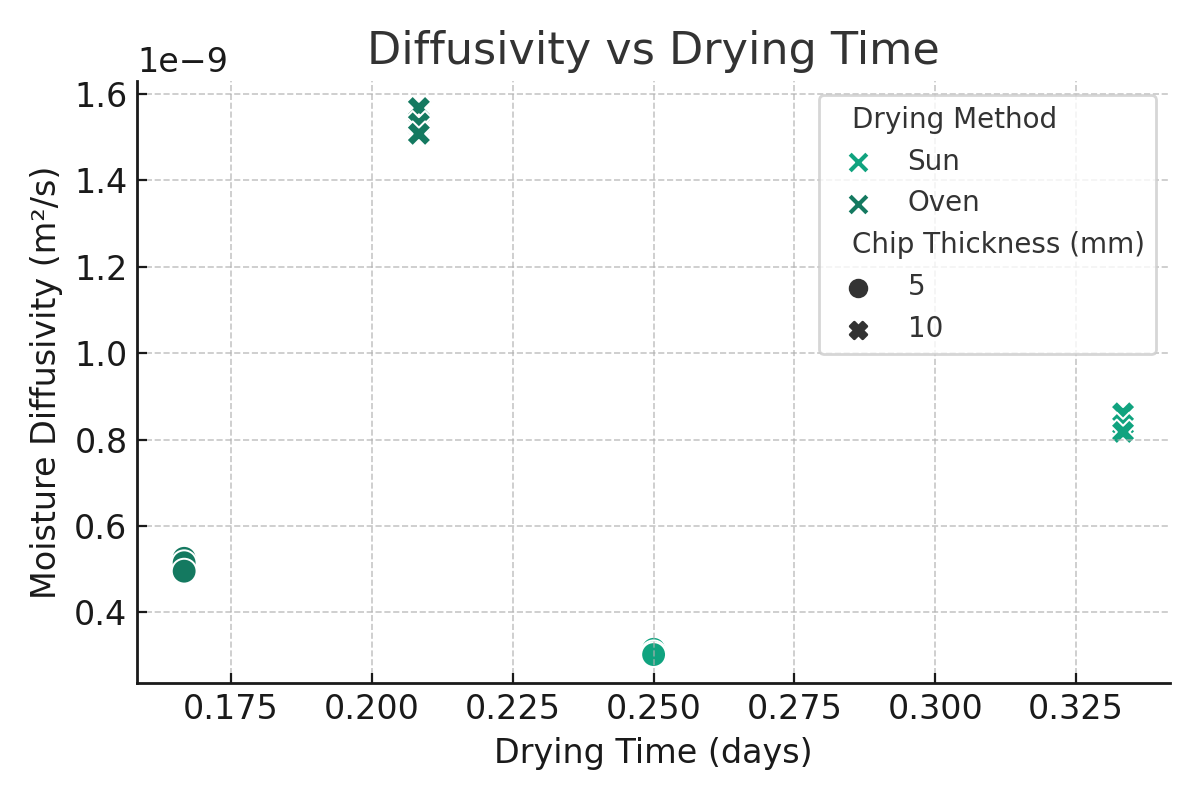 Diffusivity vs Drying Time
1e−9
1.6
1.4
1.2
1.0
0.8
0.6
0.4
Moisture Diffusivity (m²/s)
Drying Method
Sun
Oven
Chip Thickness (mm)
5
10
0.175 0.200 0.225 0.250 0.275 0.300 0.325
Drying Time (days)